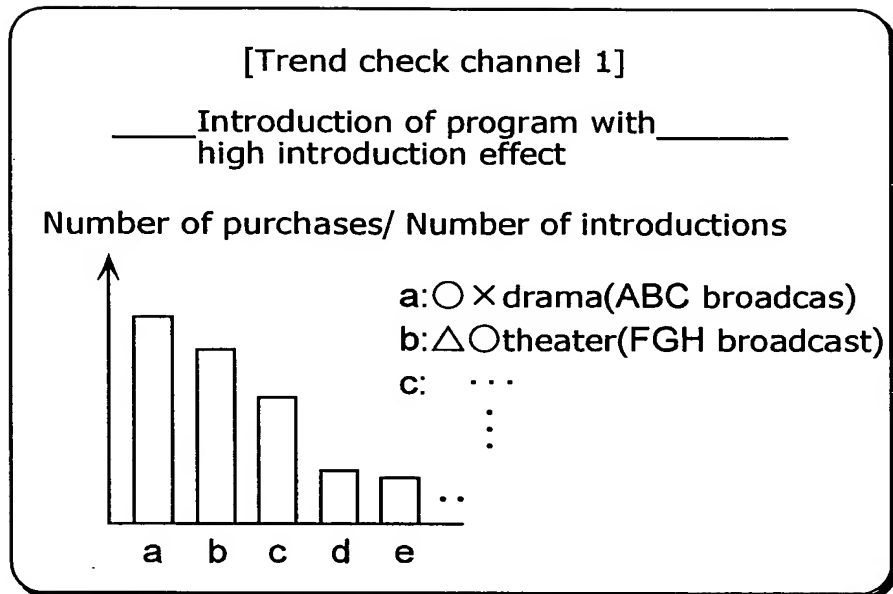 [Trend check channel 1]
Introduction of program with
high introduction effect
Number of purchases/ Number of introductions
a:○×drama(ABC broadcas)
b:△○theater(FGH broadcast)
c: ...
a b c d e ..